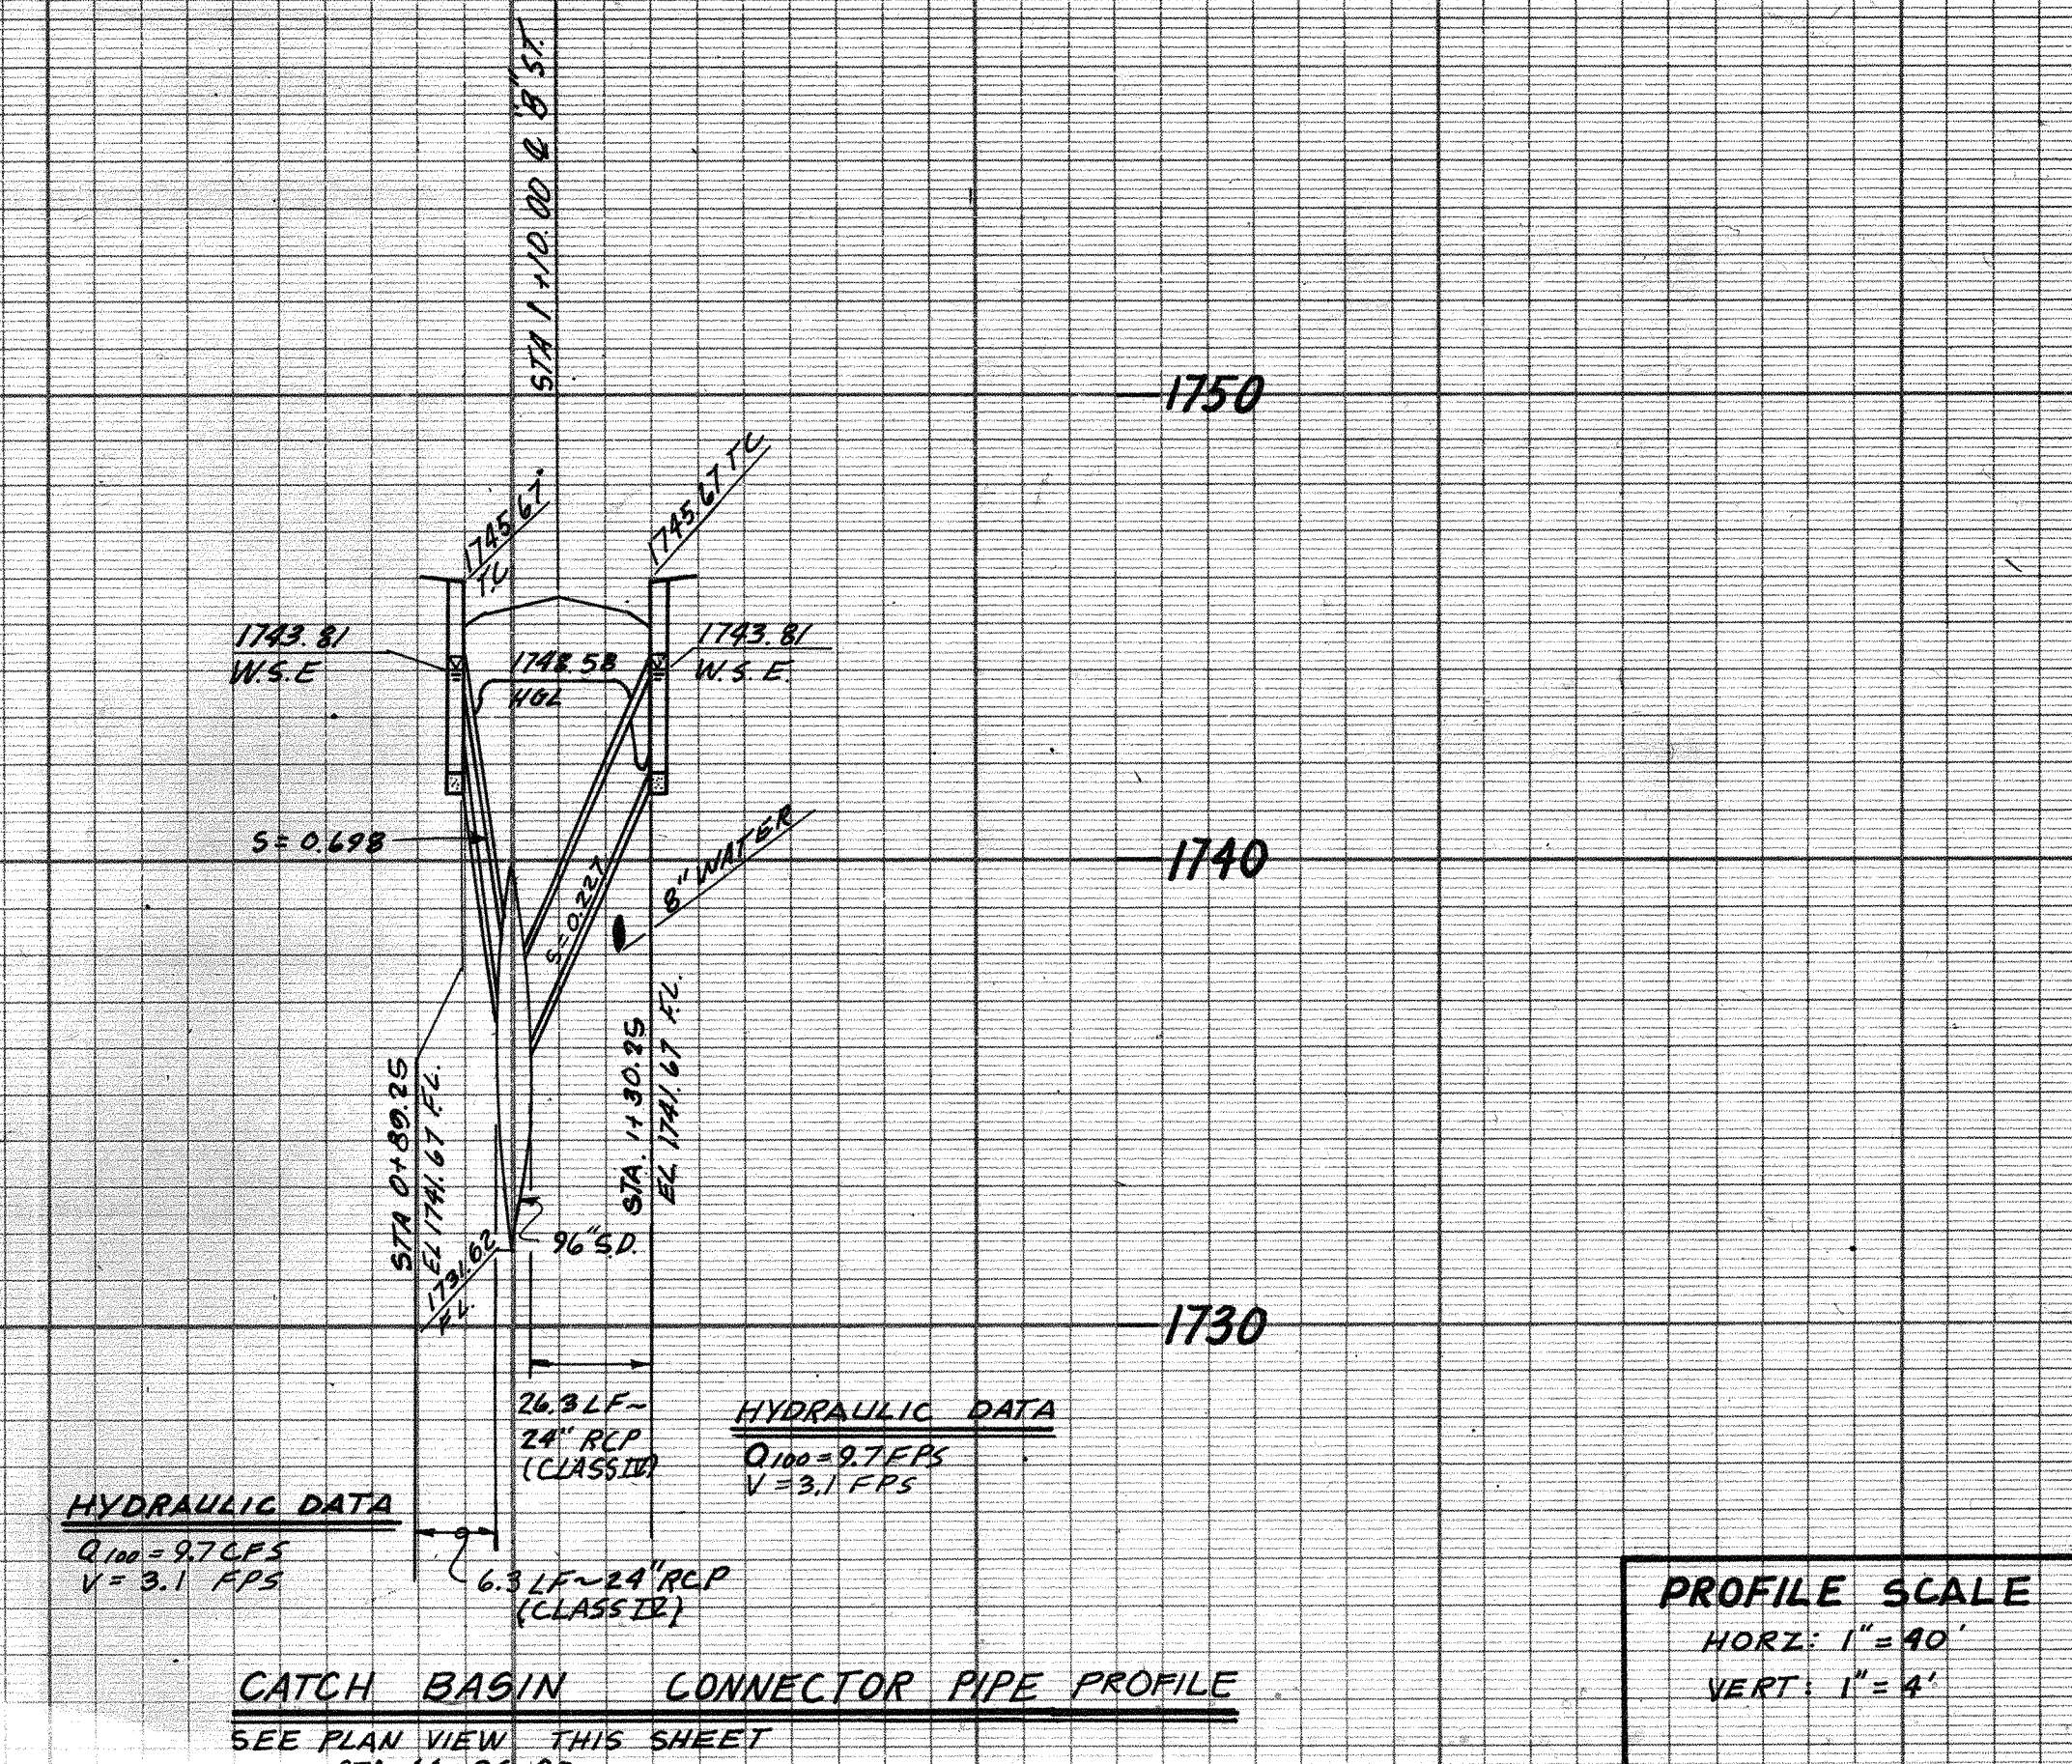 STA 1+10.00 ℄ "B" ST.
1750
1745.67
T.C
1745.67 T.C
1743.81
W.S.E
1743.58
HGL
1743.81
W.S.E.
S=0.698
1740
8" WATER
S=0.227
STA 0+89.25
EL 1741.67 F.L.
STA. 1+30.25
EL 1741.67 F.L.
1731.62
F.L.
96" S.D.
1730
26.3 LF~
24" RCP
(CLASS IV)
HYDRAULIC DATA
Q100 = 9.7 FPS
V = 3.1 FPS
HYDRAULIC DATA
Q100 = 9.7 CFS
V = 3.1 FPS
6.3 LF~24" RCP
(CLASS IV)
PROFILE SCALE
HORZ: 1" = 40'
VERT: 1" = 4'
CATCH BASIN CONNECTOR PIPE PROFILE
SEE PLAN VIEW THIS SHEET